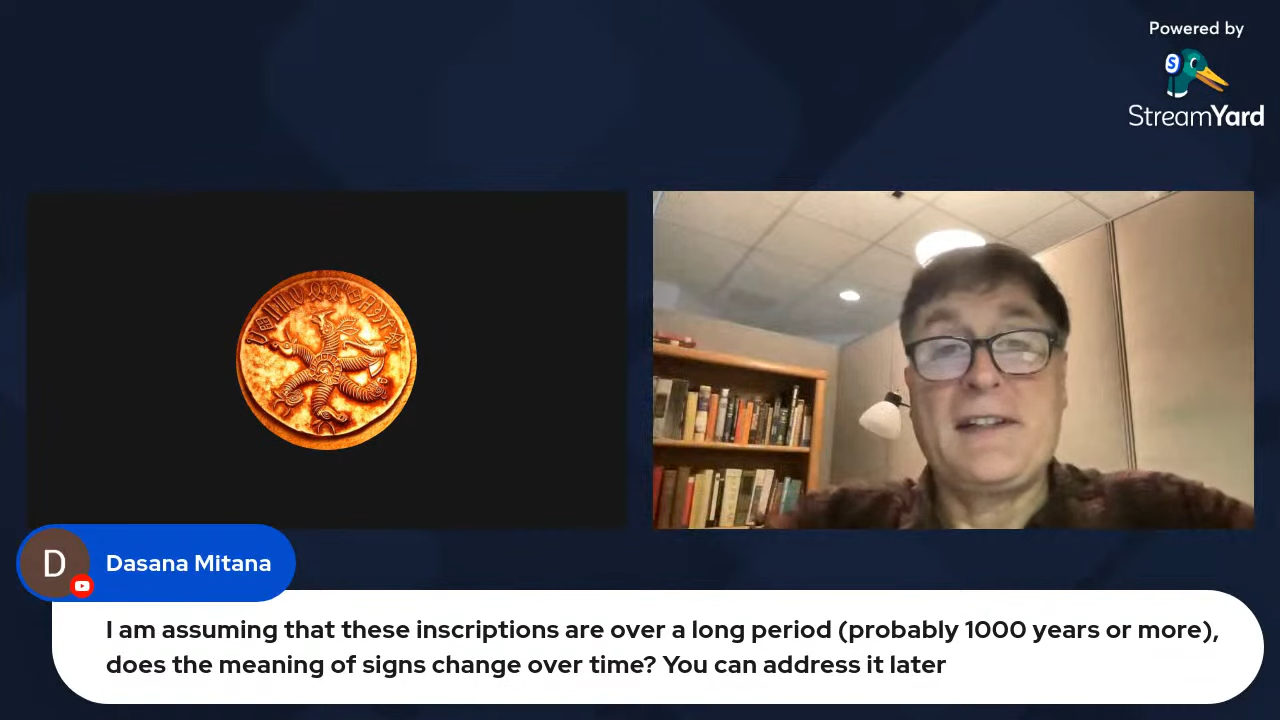 Powered by
S
StreamYard
D
Dasana Mitana
I am assuming that these inscriptions are over a long period (probably 1000 years or more),
does the meaning of signs change over time? You can address it later